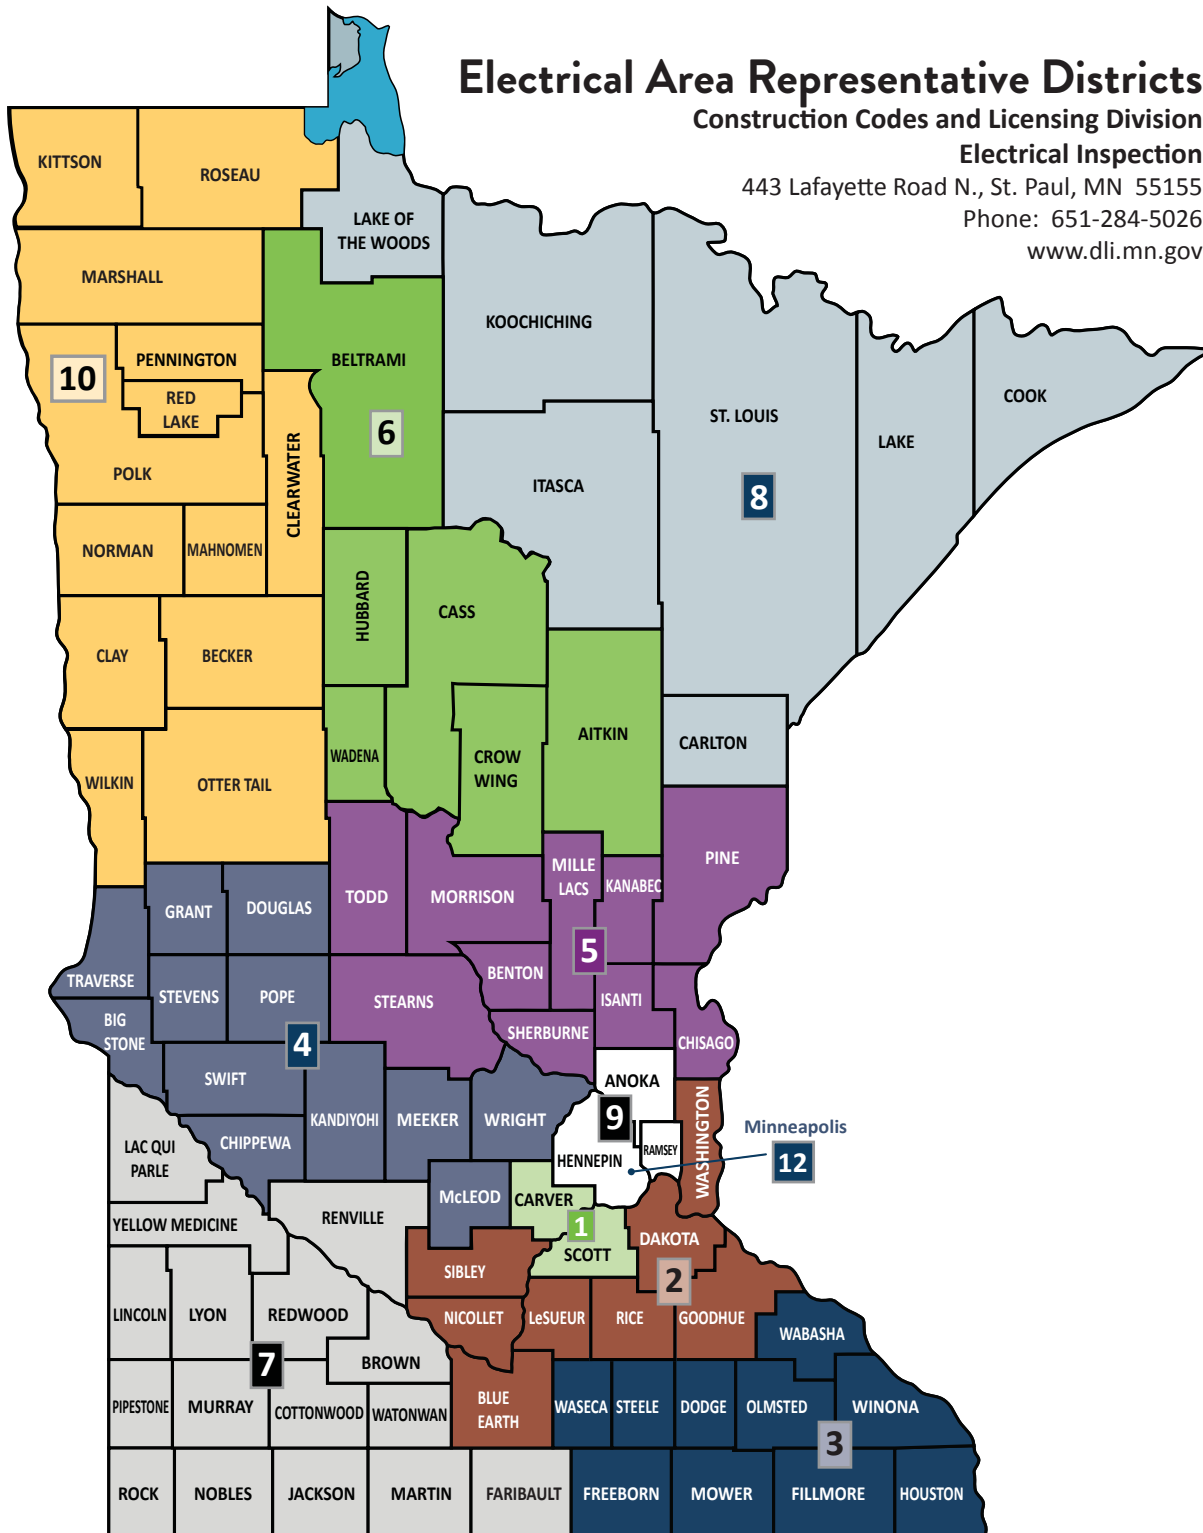 Electrical Area Representative Districts
Construction Codes and Licensing Division
Electrical Inspection
443 Lafayette Road N., St. Paul, MN 55155
Phone: 651-284-5026
www.dli.mn.gov
KITTSON
ROSEAU
LAKE OF
THE WOODS
MARSHALL
KOOCHICHING
PENNINGTON
BELTRAMI
10
RED
LAKE
COOK
ST. LOUIS
6
LAKE
POLK
CLEARWATER
ITASCA
8
NORMAN
MAHNOMEN
HUBBARD
CASS
CLAY
BECKER
AITKIN
CARLTON
WADENA
CROW
WING
WILKIN
OTTER TAIL
MILLE
LACS
PINE
KANABEC
TODD
MORRISON
GRANT
DOUGLAS
5
TRAVERSE
BENTON
STEVENS
POPE
STEARNS
ISANTI
BIG
STONE
SHERBURNE
CHISAGO
4
SWIFT
ANOKA
KANDIYOHI
MEEKER
WRIGHT
9
WASHINGTON
Minneapolis
LAC QUI
PARLE
CHIPPEWA
RAMSEY
HENNEPIN
12
McLEOD
CARVER
YELLOW MEDICINE
RENVILLE
1
SCOTT
DAKOTA
SIBLEY
2
LINCOLN
LYON
REDWOOD
NICOLLET
LeSUEUR
RICE
GOODHUE
WABASHA
7
BROWN
PIPESTONE
MURRAY
COTTONWOOD
WATONWAN
BLUE
EARTH
WASECA
STEELE
DODGE
OLMSTED
WINONA
3
ROCK
NOBLES
JACKSON
MARTIN
FARIBAULT
FREEBORN
MOWER
FILLMORE
HOUSTON